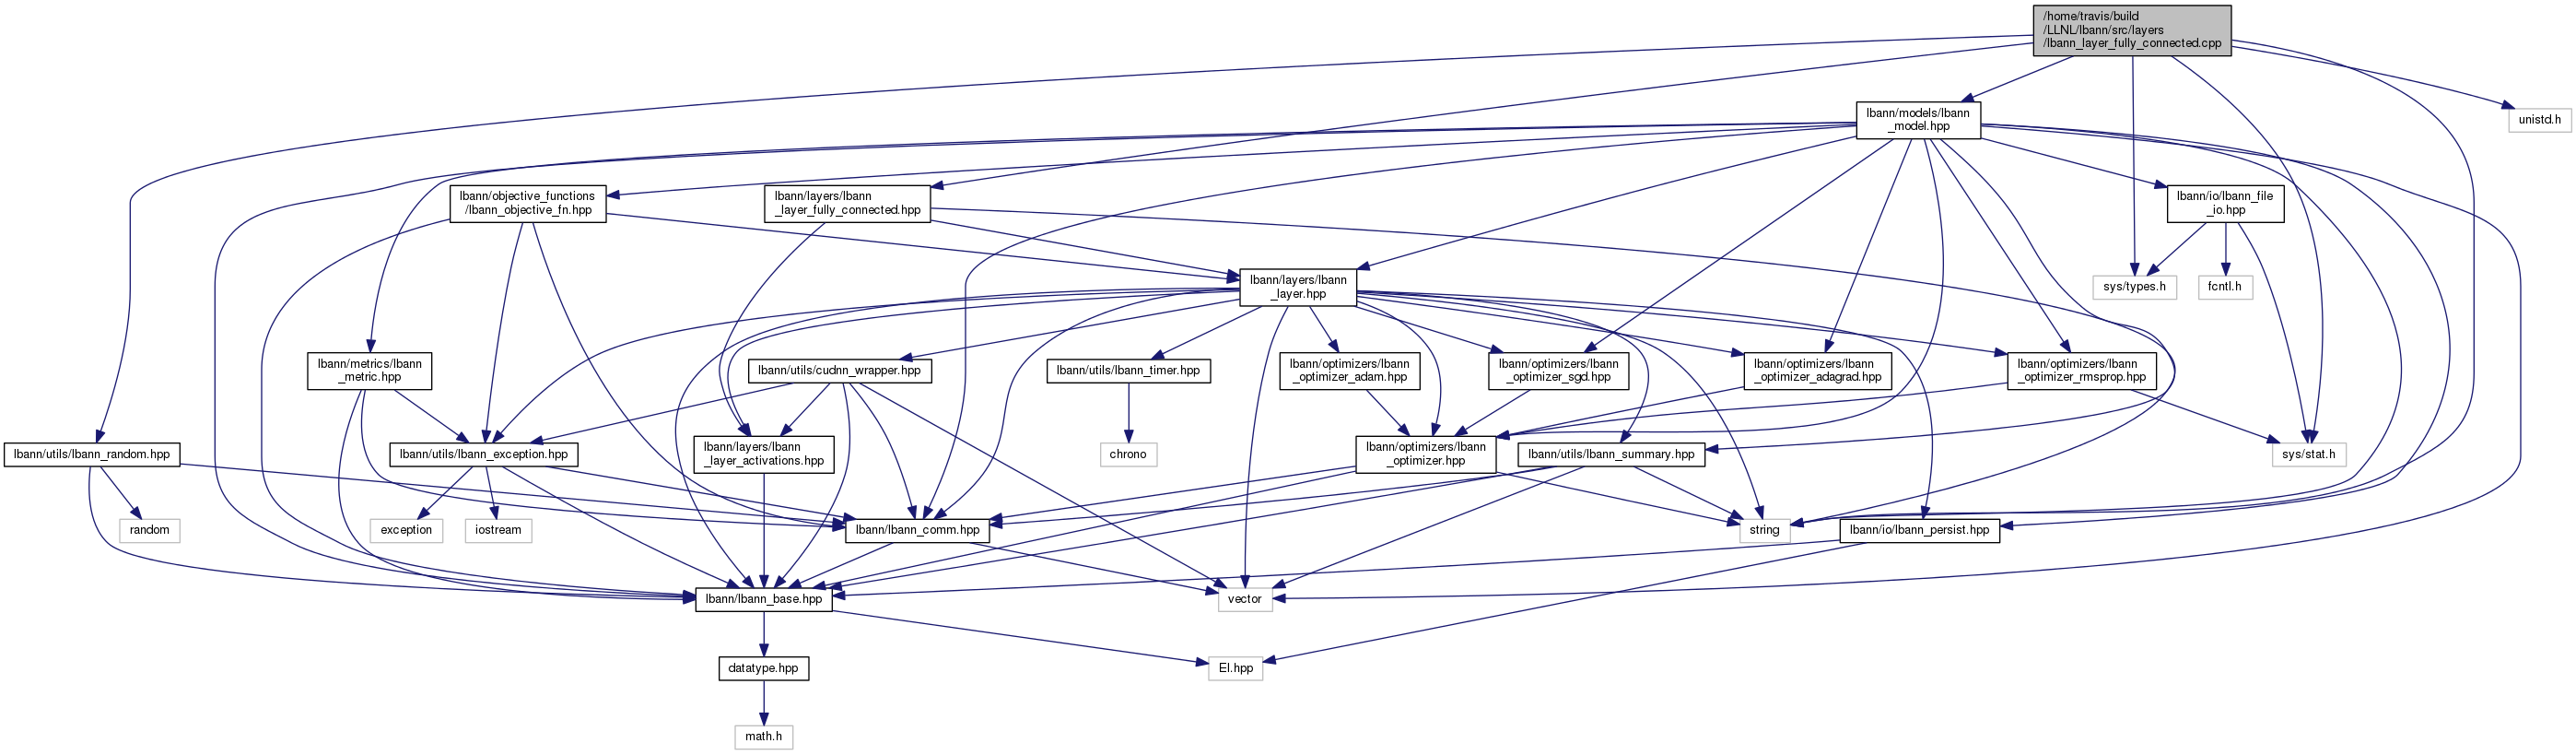 /home/travis/build
/LLNL/lbann/src/layers
/lbann_layer_fully_connected.cpp
lbann/models/lbann
_model.hpp
unistd.h
lbann/objective_functions
/lbann_objective_fn.hpp
lbann/layers/lbann
_layer_fully_connected.hpp
lbann/io/lbann_file
_io.hpp
lbann/layers/lbann
_layer.hpp
sys/types.h
fcntl.h
lbann/metrics/lbann
_metric.hpp
lbann/utils/cudnn_wrapper.hpp
lbann/utils/lbann_timer.hpp
lbann/optimizers/lbann
_optimizer_adam.hpp
lbann/optimizers/lbann
_optimizer_sgd.hpp
lbann/optimizers/lbann
_optimizer_adagrad.hpp
lbann/optimizers/lbann
_optimizer_rmsprop.hpp
lbann/utils/lbann_random.hpp
lbann/utils/lbann_exception.hpp
lbann/layers/lbann
_layer_activations.hpp
chrono
lbann/optimizers/lbann
_optimizer.hpp
lbann/utils/lbann_summary.hpp
sys/stat.h
random
exception
iostream
lbann/lbann_comm.hpp
string
lbann/io/lbann_persist.hpp
lbann/lbann_base.hpp
vector
datatype.hpp
El.hpp
math.h